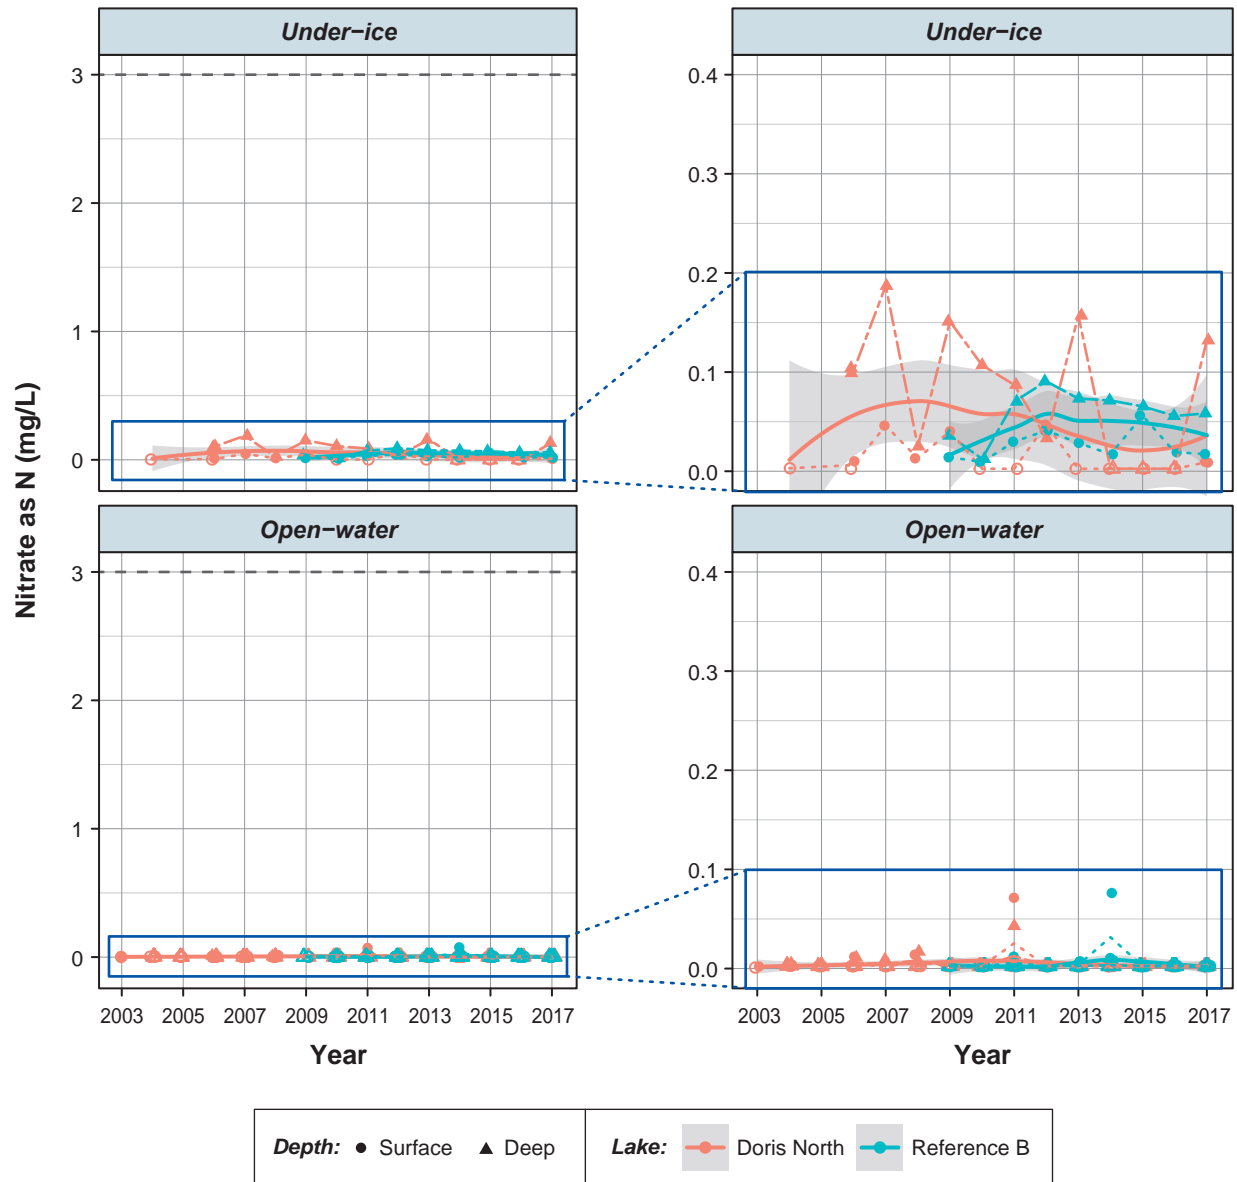 Under−ice
Under−ice
3
2
1
0
0.4
0.3
0.2
0.1
0.0
Nitrate as N (mg/L)
Open−water
Open−water
3
2
1
0
0.4
0.3
0.2
0.1
0.0
2003 2005 2007 2009 2011 2013 2015 2017
2003 2005 2007 2009 2011 2013 2015 2017
Year
Year
Depth: Surface Deep Lake: Doris North Reference B